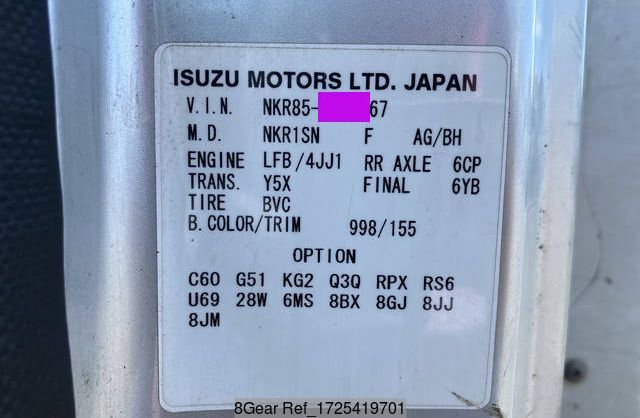 ISUZU MOTORS LTD. JAPAN
V.I.N. NKR85- 67
M.D. NKR1SN F AG/BH
ENGINE LFB/4JJ1 RR AXLE 6CP
TRANS. Y5X FINAL 6YB
TIRE BVC
B.COLOR/TRIM 998/155
OPTION
C60 G51 KG2 Q3Q RPX RS6
U69 28W 6MS 8BX 8GJ 8JJ
8JM
8Gear Ref_1725419701